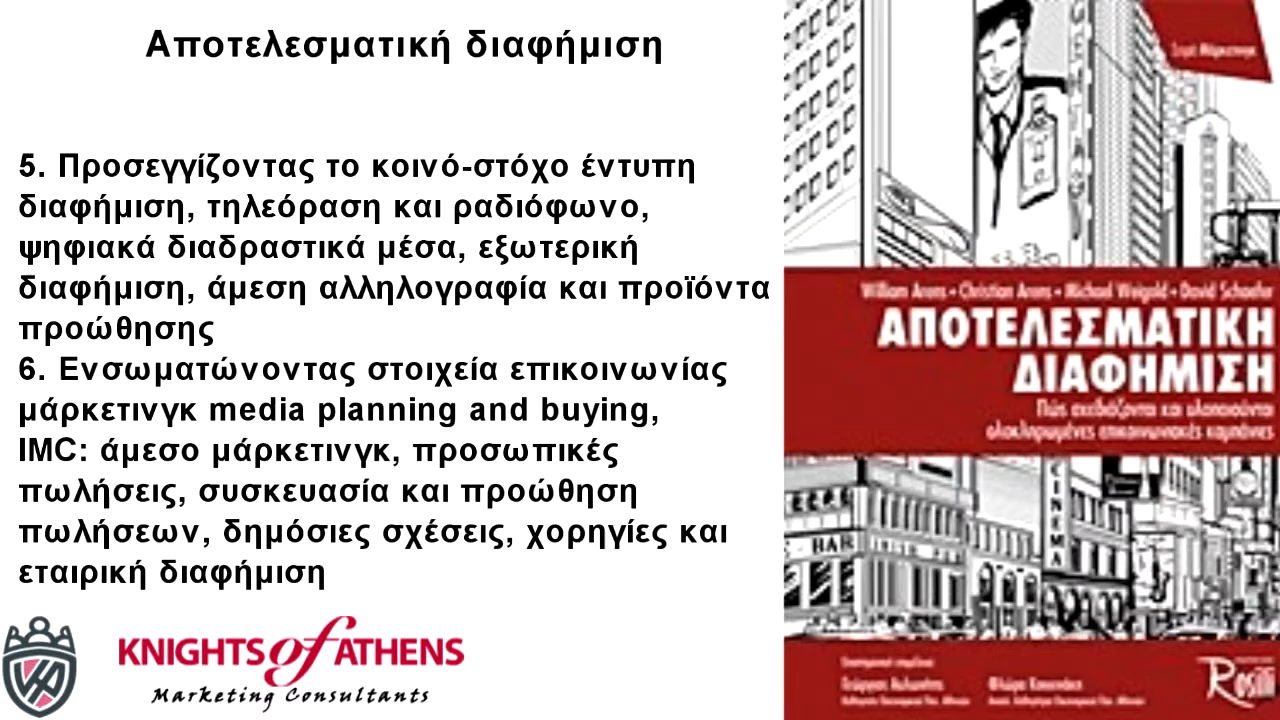 Αποτελεσματική διαφήμιση
5. Προσεγγίζοντας το κοινό-στόχο έντυπη
διαφήμιση, τηλεόραση και ραδιόφωνο,
ψηφιακά διαδραστικά μέσα, εξωτερική
διαφήμιση, άμεση αλληλογραφία και προϊόντα
προώθησης
6. Ενσωματώνοντας στοιχεία επικοινωνίας
μάρκετινγκ media planning and buying,
IMC: άμεσο μάρκετινγκ, προσωπικές
πωλήσεις, συσκευασία και προώθηση
πωλήσεων, δημόσιες σχέσεις, χορηγίες και
εταιρική διαφήμιση
KNIGHTS of ATHENS
Marketing Consultants
Σειρά Μάρκετινγκ
William Arens • Christian Arens • Michael Weigold • David Schaefer
ΑΠΟΤΕΛΕΣΜΑΤΙΚΗ
ΔΙΑΦΗΜΙΣΗ
Πώς σχεδιάζονται και υλοποιούνται
ολοκληρωμένες επικοινωνιακές καμπάνιες
CINEMA
BAR
Rosili